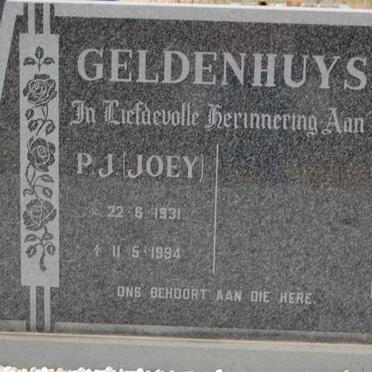 GELDENHUYS
In Liefdevolle Herinnering Aan
P.J. (JOEY)
* 22·6·1931
† 11·5·1994
ONS BEHOORT AAN DIE HERE.